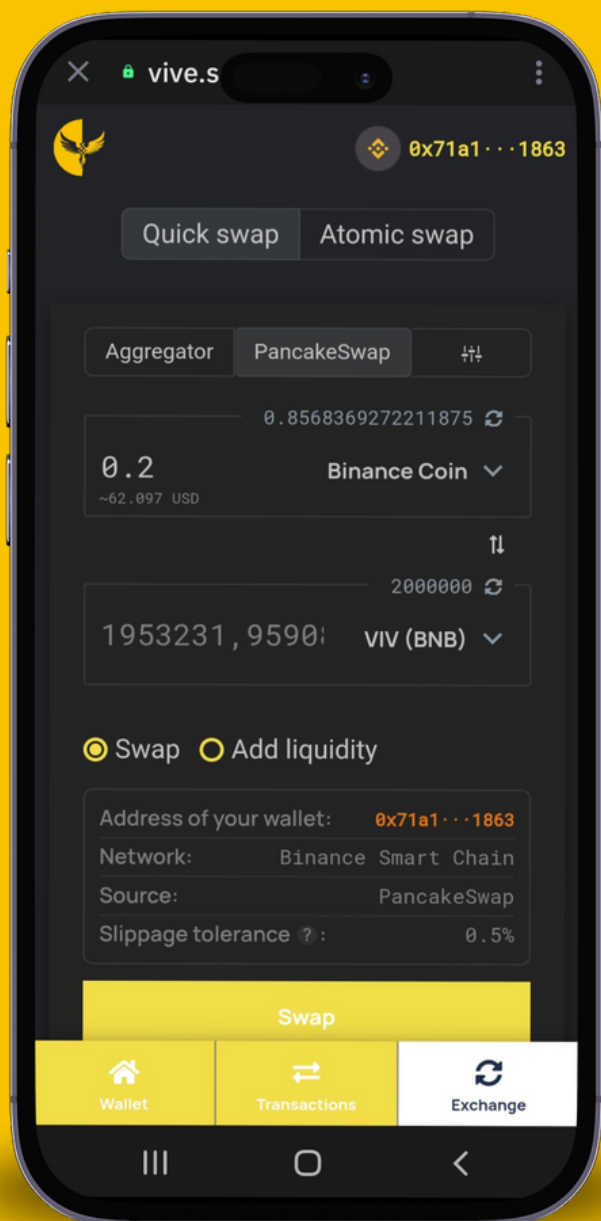 vive.s
0x71a1···1863
Quick swap Atomic swap
Aggregator PancakeSwap
0.8568369272211875
0.2 Binance Coin
~62.097 USD
2000000
1953231,9590 VIV (BNB)
Swap Add liquidity
Address of your wallet: 0x71a1···1863
Network: Binance Smart Chain
Source: PancakeSwap
Slippage tolerance ? : 0.5%
Swap
Wallet Transactions Exchange